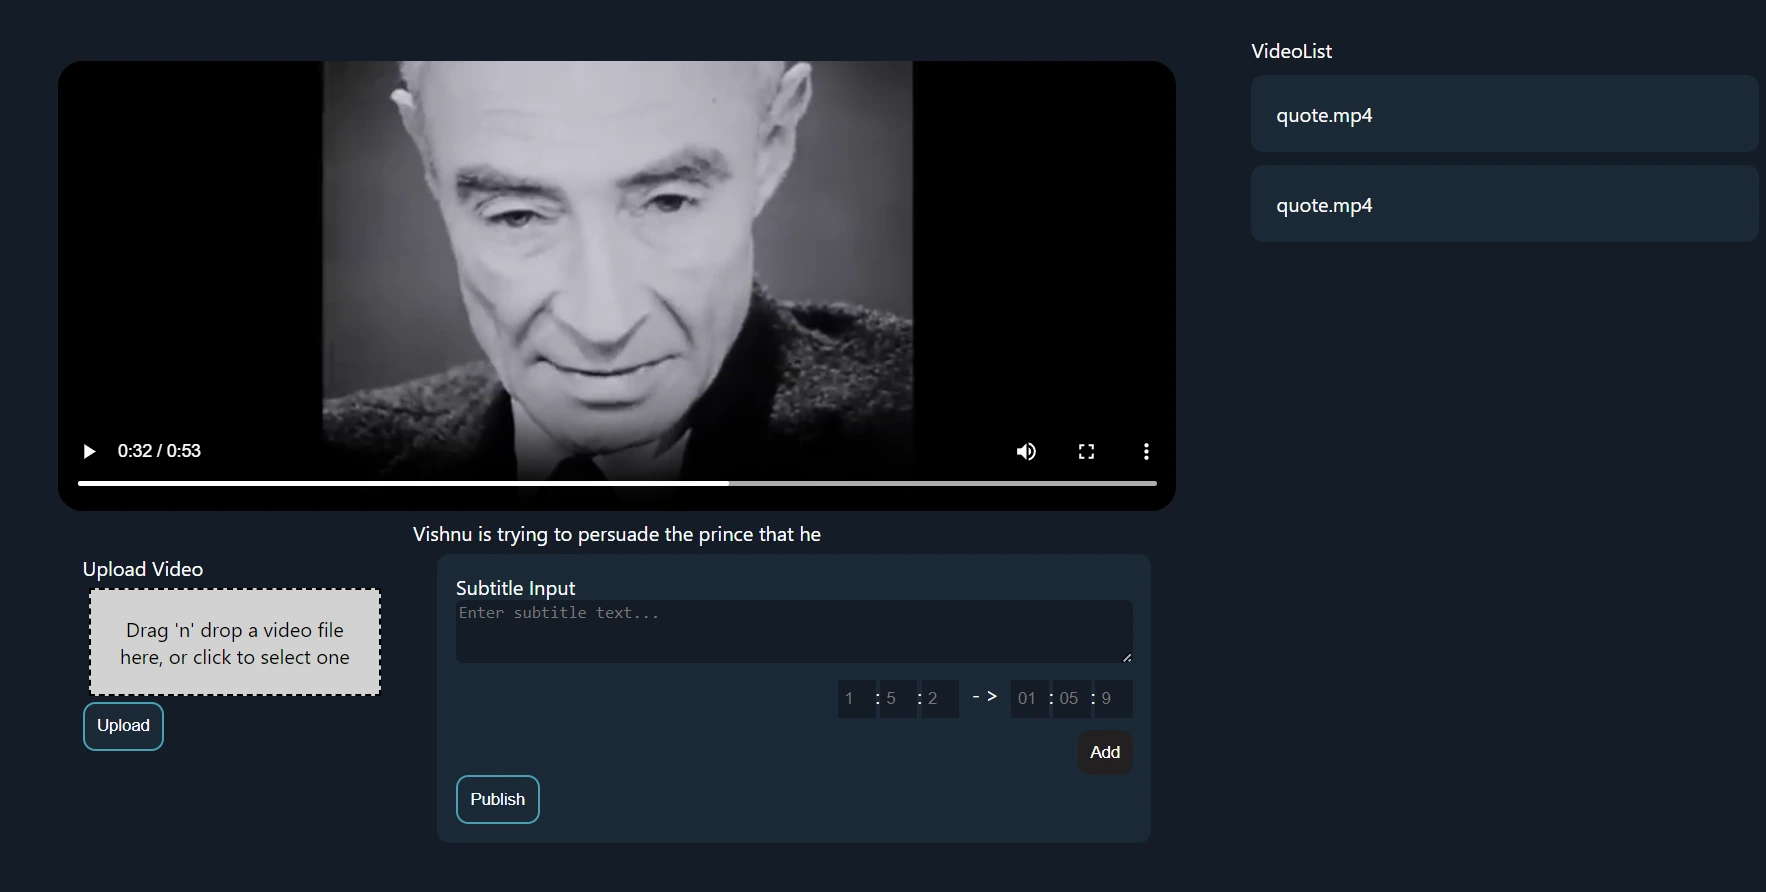 VideoList
quote.mp4
quote.mp4
0:32 / 0:53
Vishnu is trying to persuade the prince that he
Upload Video
Drag 'n' drop a video file
here, or click to select one
Upload
Subtitle Input
Enter subtitle text...
1 : 5 : 2 - > 01 : 05 : 9
Add
Publish